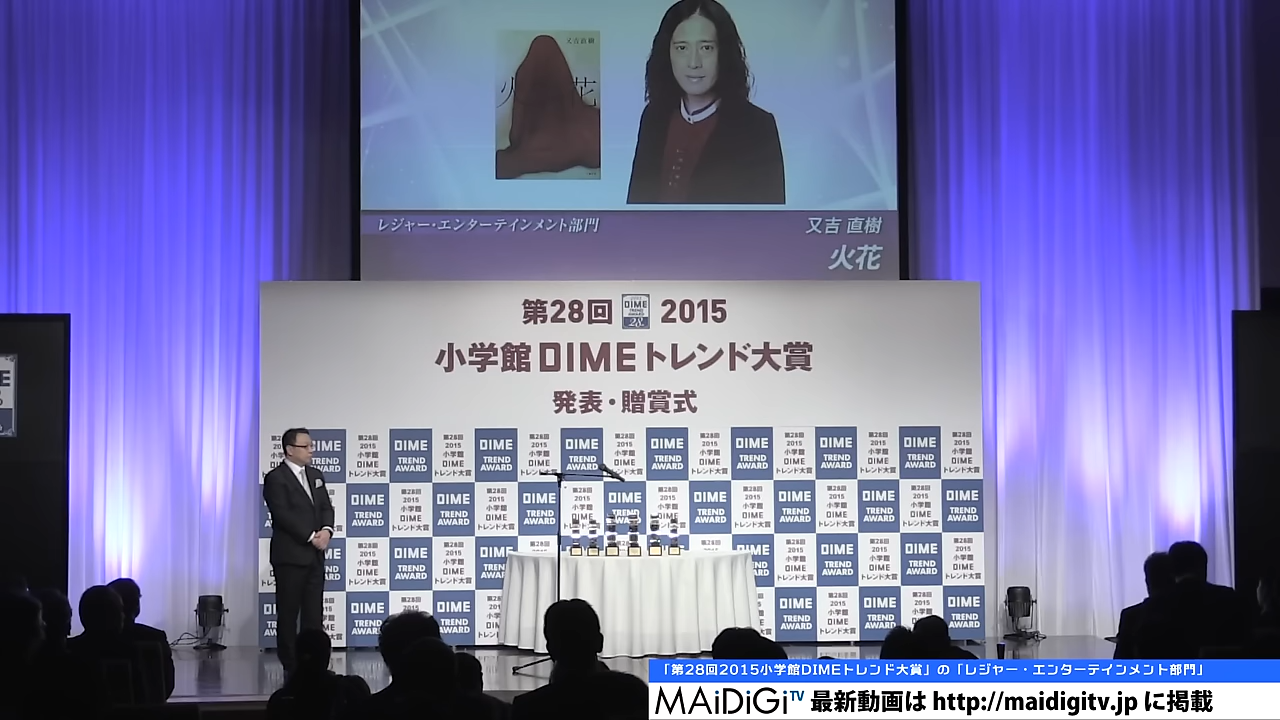 又吉直樹
火花
レジャー・エンターテインメント部門
又吉 直樹
火花
第28回 DIME TREND AWARD 28 2015
小学館DIMEトレンド大賞
発表・贈賞式
DIME TREND AWARD
第28回 2015 小学館 DIME トレンド大賞
「第28回2015小学館DIMEトレンド大賞」の「レジャー・エンターテインメント部門」
MAiDiGiTV 最新動画は http://maidigitv.jp に掲載